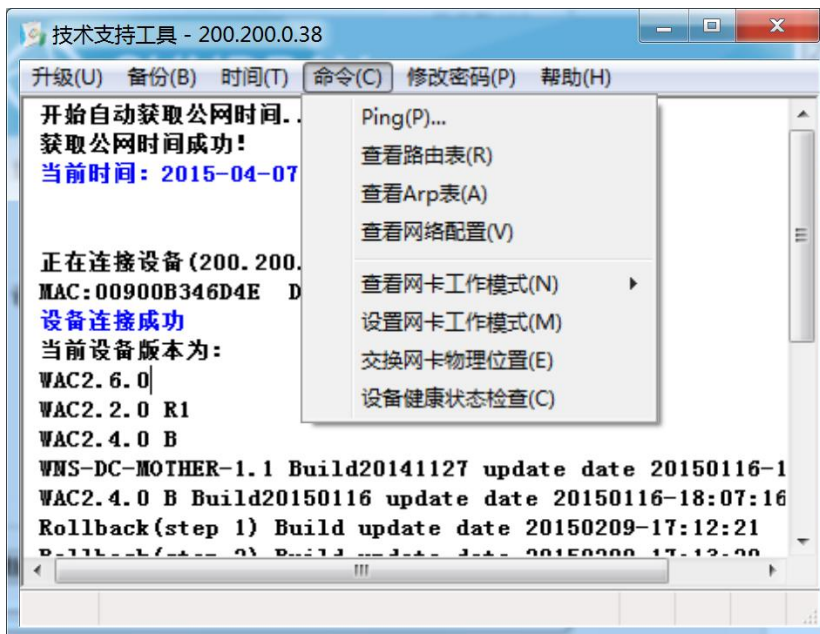 技术支持工具 - 200.200.0.38
升级(U) 备份(B) 时间(T) 命令(C) 修改密码(P) 帮助(H)
开始自动获取公网时间..
获取公网时间成功!
当前时间: 2015-04-07
正在连接设备(200.200.
MAC:00900B346D4E D
设备连接成功
当前设备版本为:
WAC2.6.0
WAC2.2.0 R1
WAC2.4.0 B
WNS-DC-MOTHER-1.1 Build20141127 update date 20150116-1
WAC2.4.0 B Build20150116 update date 20150116-18:07:16
Rollback(step 1) Build update date 20150209-17:12:21
Ping(P)...
查看路由表(R)
查看Arp表(A)
查看网络配置(V)
查看网卡工作模式(N)
设置网卡工作模式(M)
交换网卡物理位置(E)
设备健康状态检查(C)